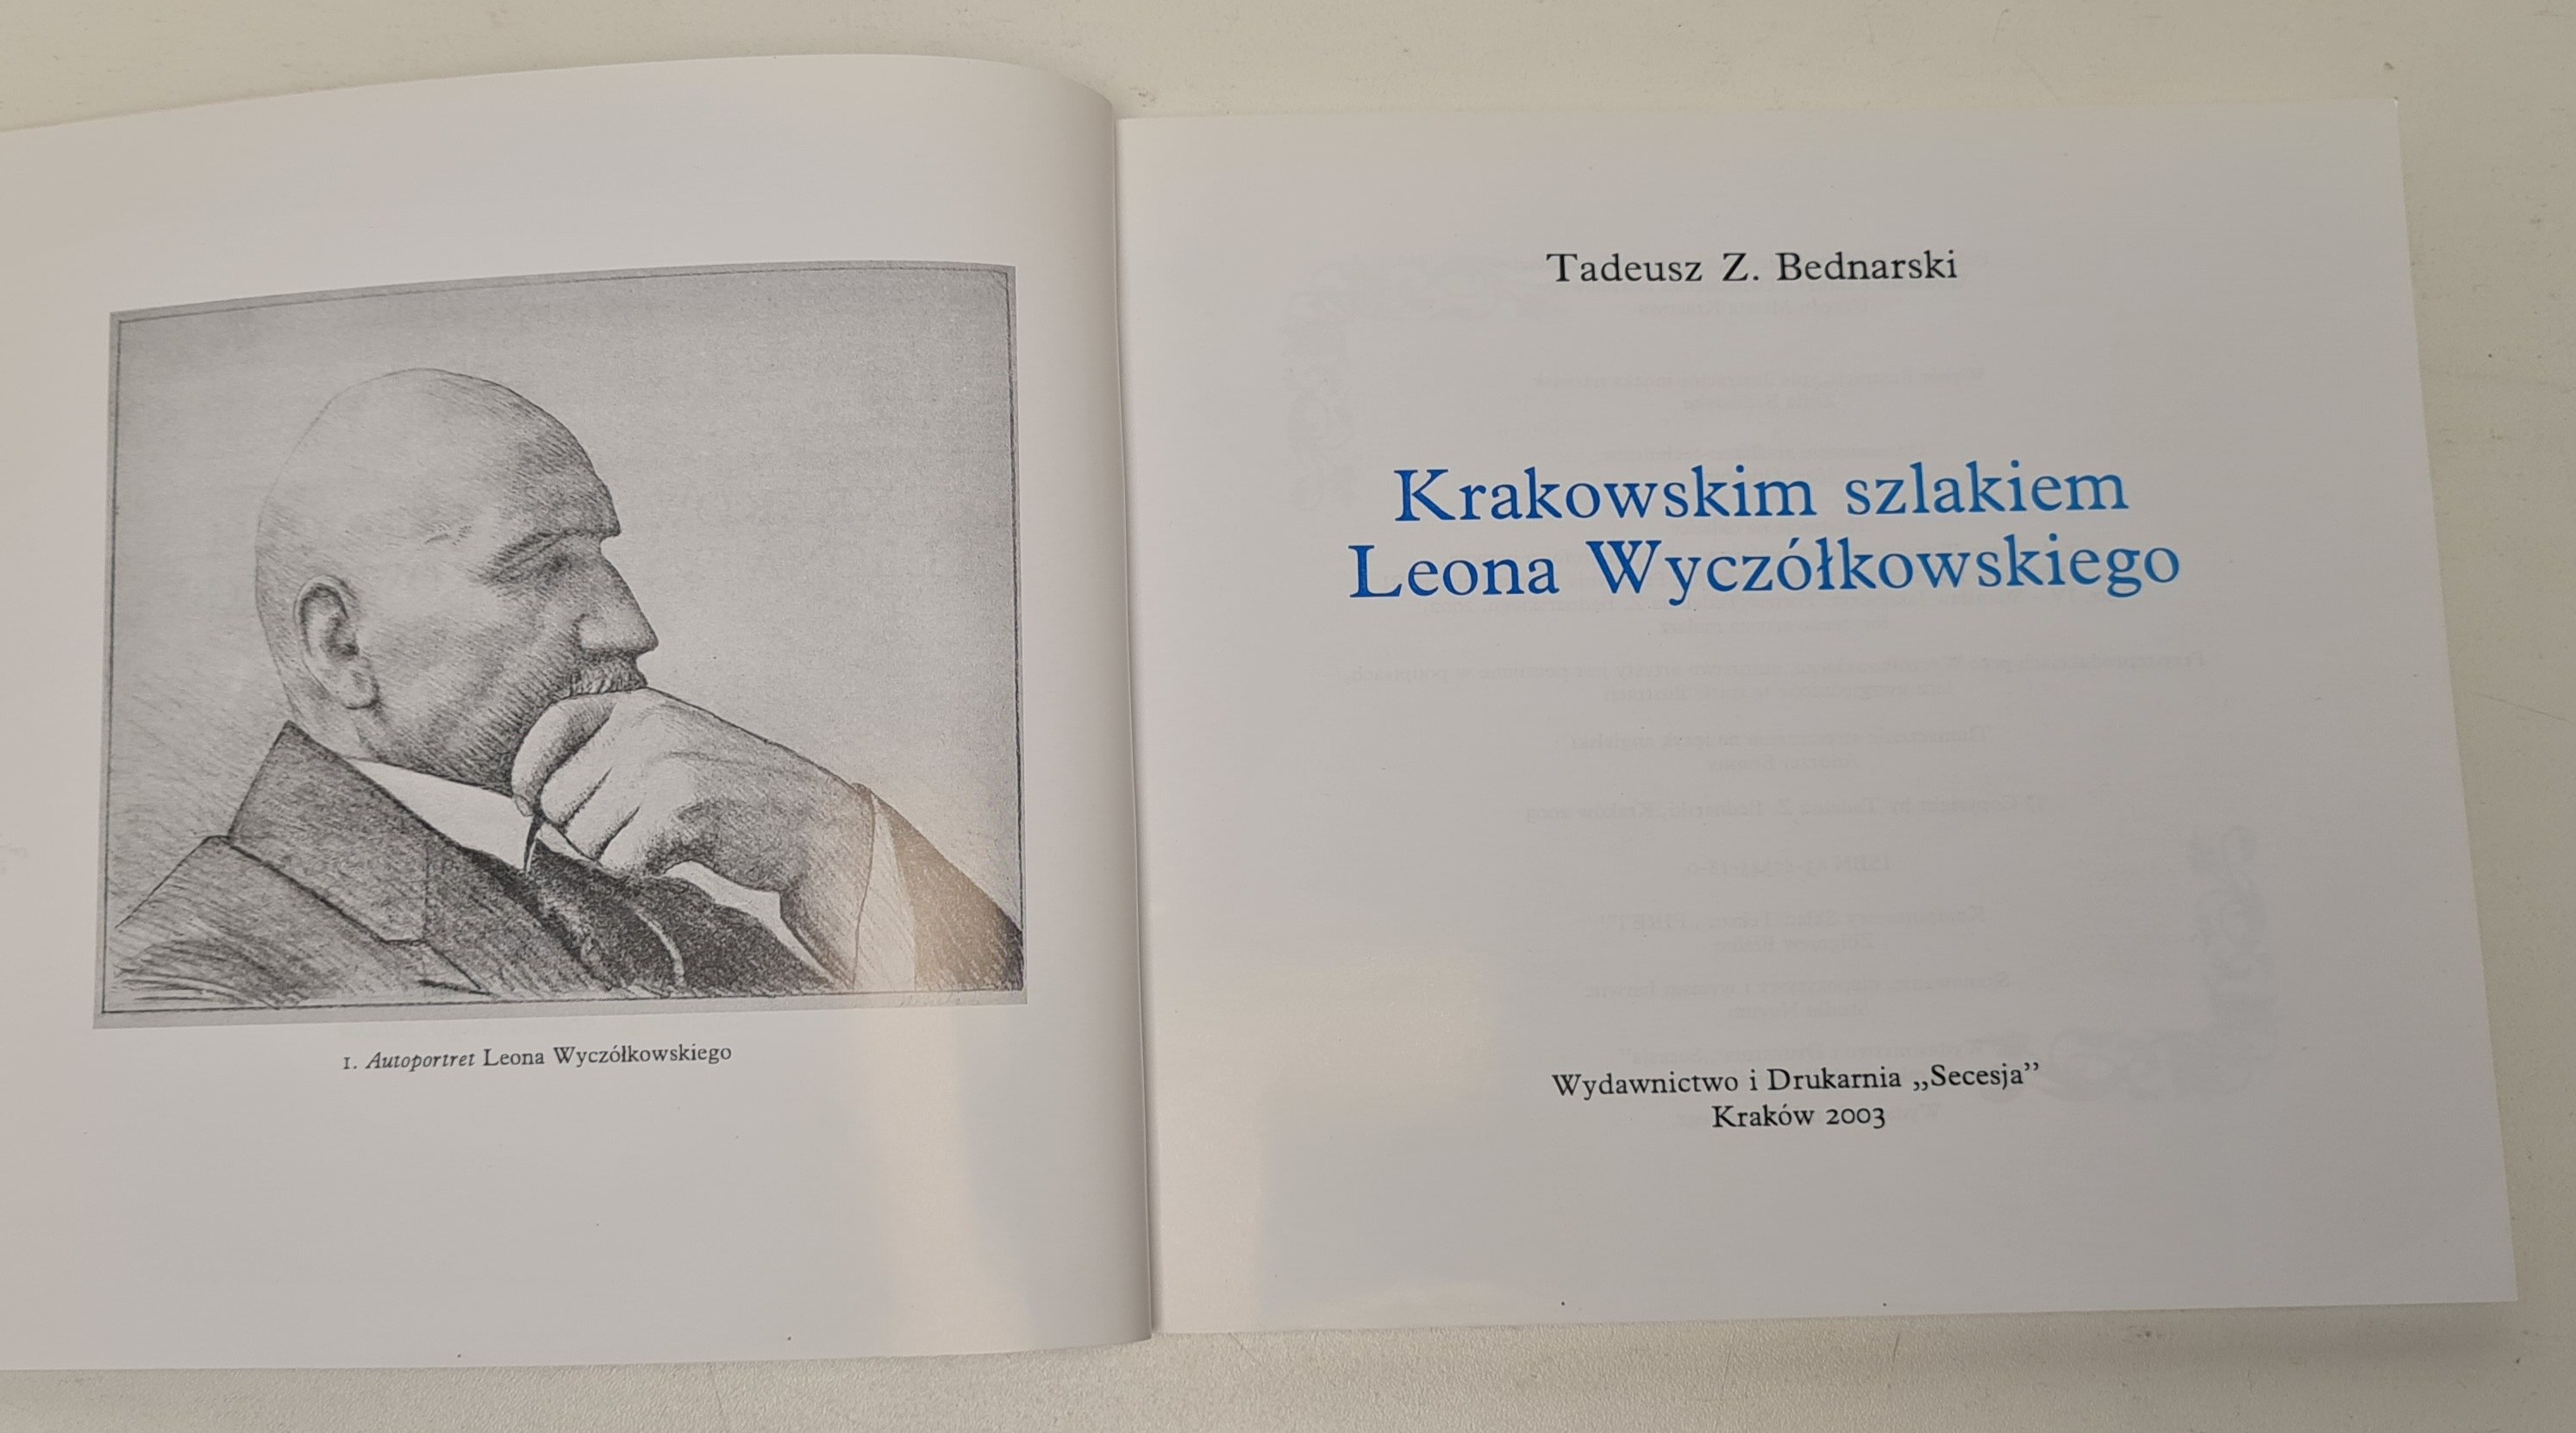 1. Autoportret Leona Wyczółkowskiego
Tadeusz Z. Bednarski
Krakowskim szlakiem
Leona Wyczółkowskiego
Wydawnictwo i Drukarnia „Secesja”
Kraków 2003